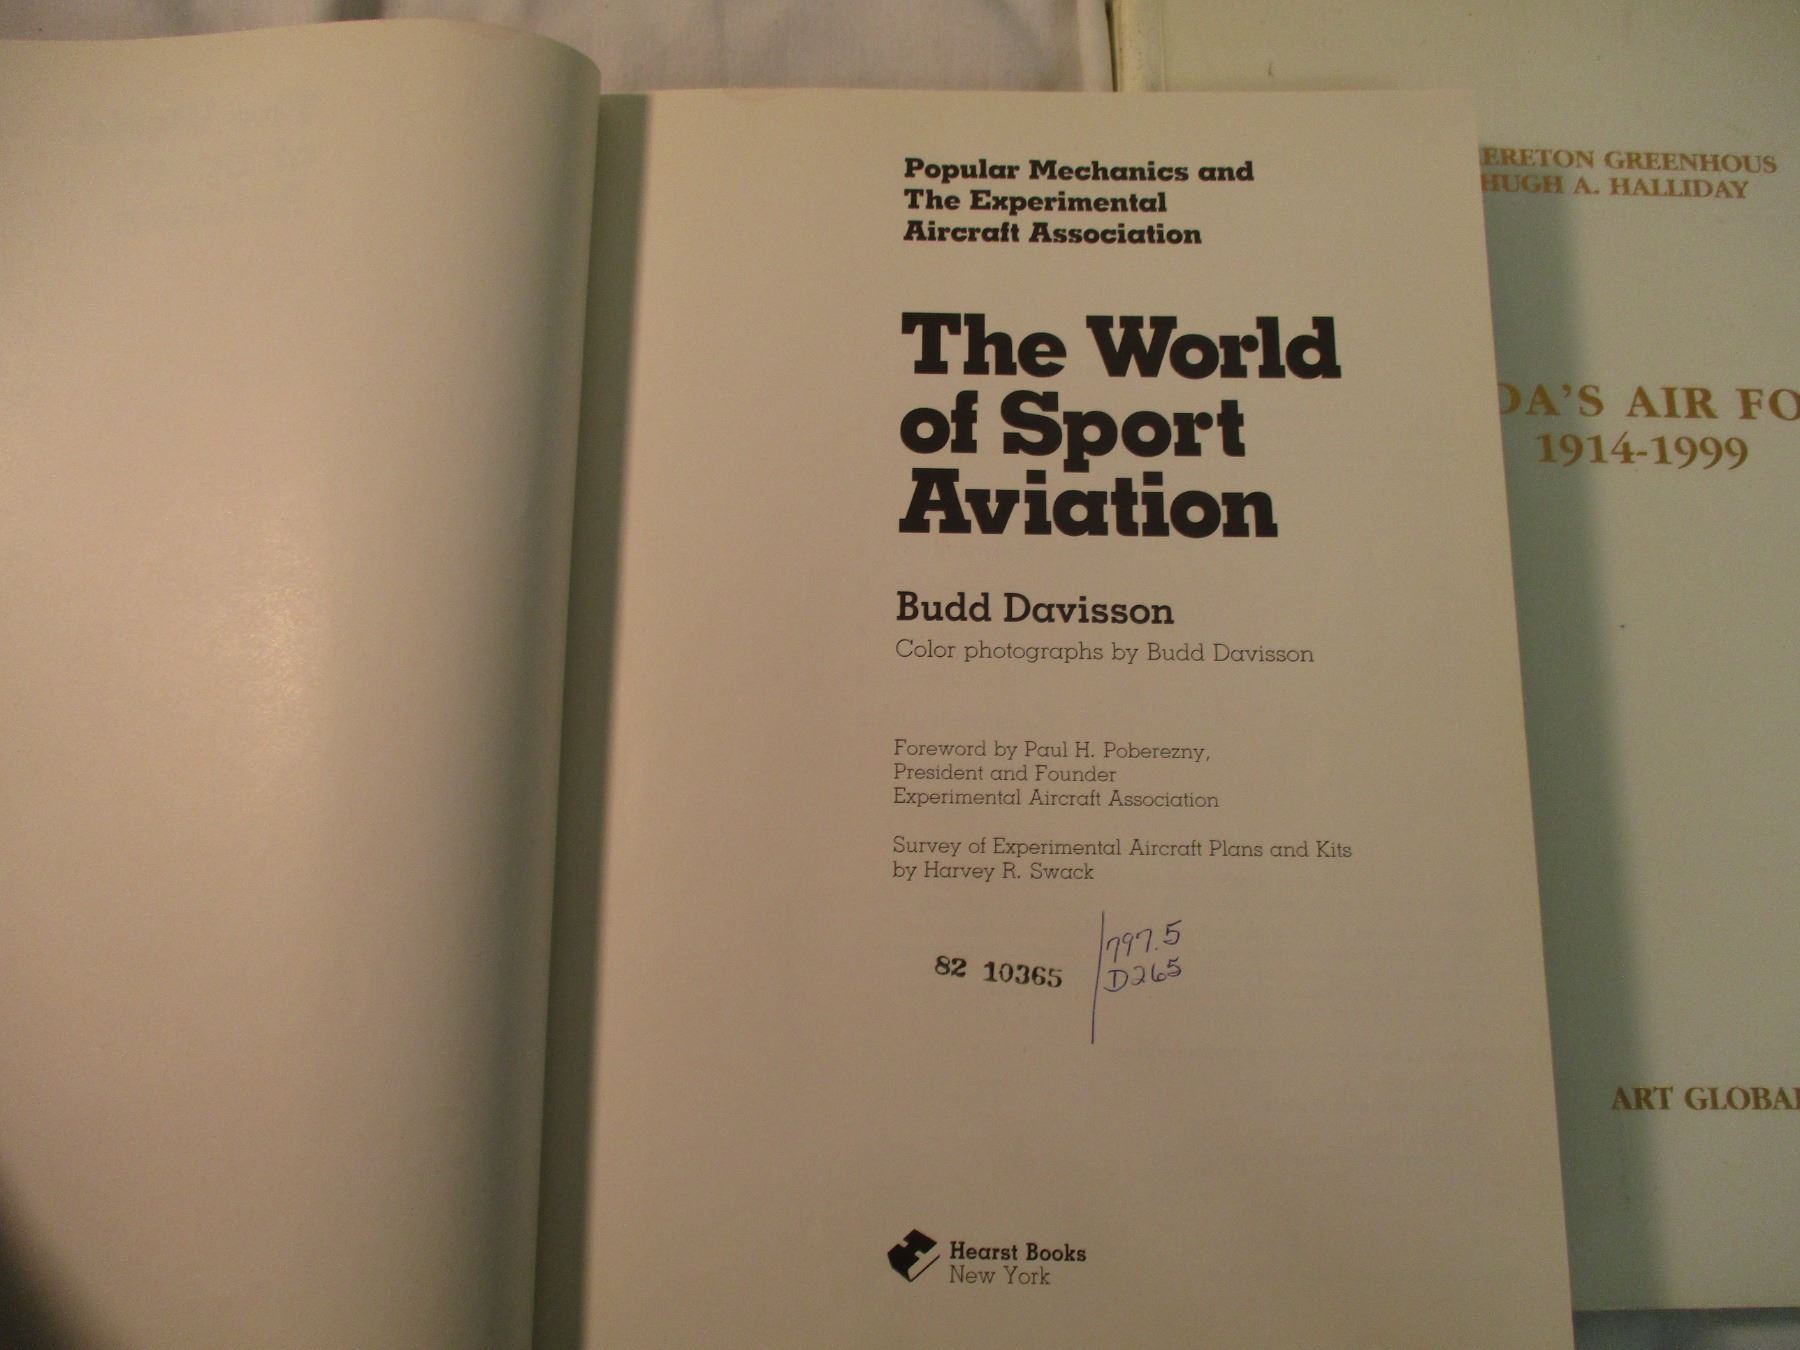 Popular Mechanics and
The Experimental
Aircraft Association
The World
of Sport
Aviation
Budd Davisson
Color photographs by Budd Davisson
Foreword by Paul H. Poberezny,
President and Founder
Experimental Aircraft Association
Survey of Experimental Aircraft Plans and Kits
by Harvey R. Swack
82 10365
797.5
D265
Hearst Books
New York
ERETON GREENHOUS
HUGH A. HALLIDAY
DA'S AIR FO
1914-1999
ART GLOBAL